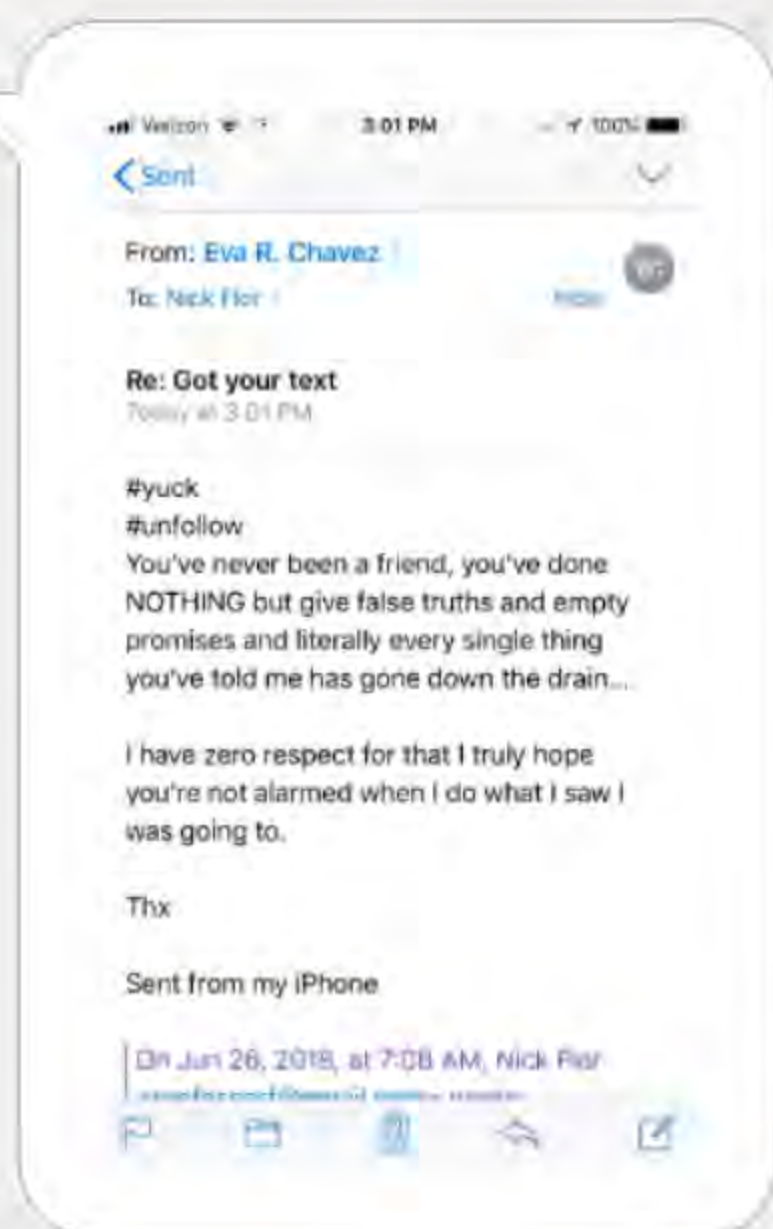 Verizon 3:01 PM 100%
Sent
From: Eva R. Chavez
To: Nick Flor
Re: Got your text
Today at 3:01 PM
#yuck
#unfollow
You've never been a friend, you've done
NOTHING but give false truths and empty
promises and literally every single thing
you've told me has gone down the drain...
I have zero respect for that I truly hope
you're not alarmed when I do what I saw I
was going to.
Thx
Sent from my iPhone
On Jun 26, 2018, at 7:08 AM, Nick Flor